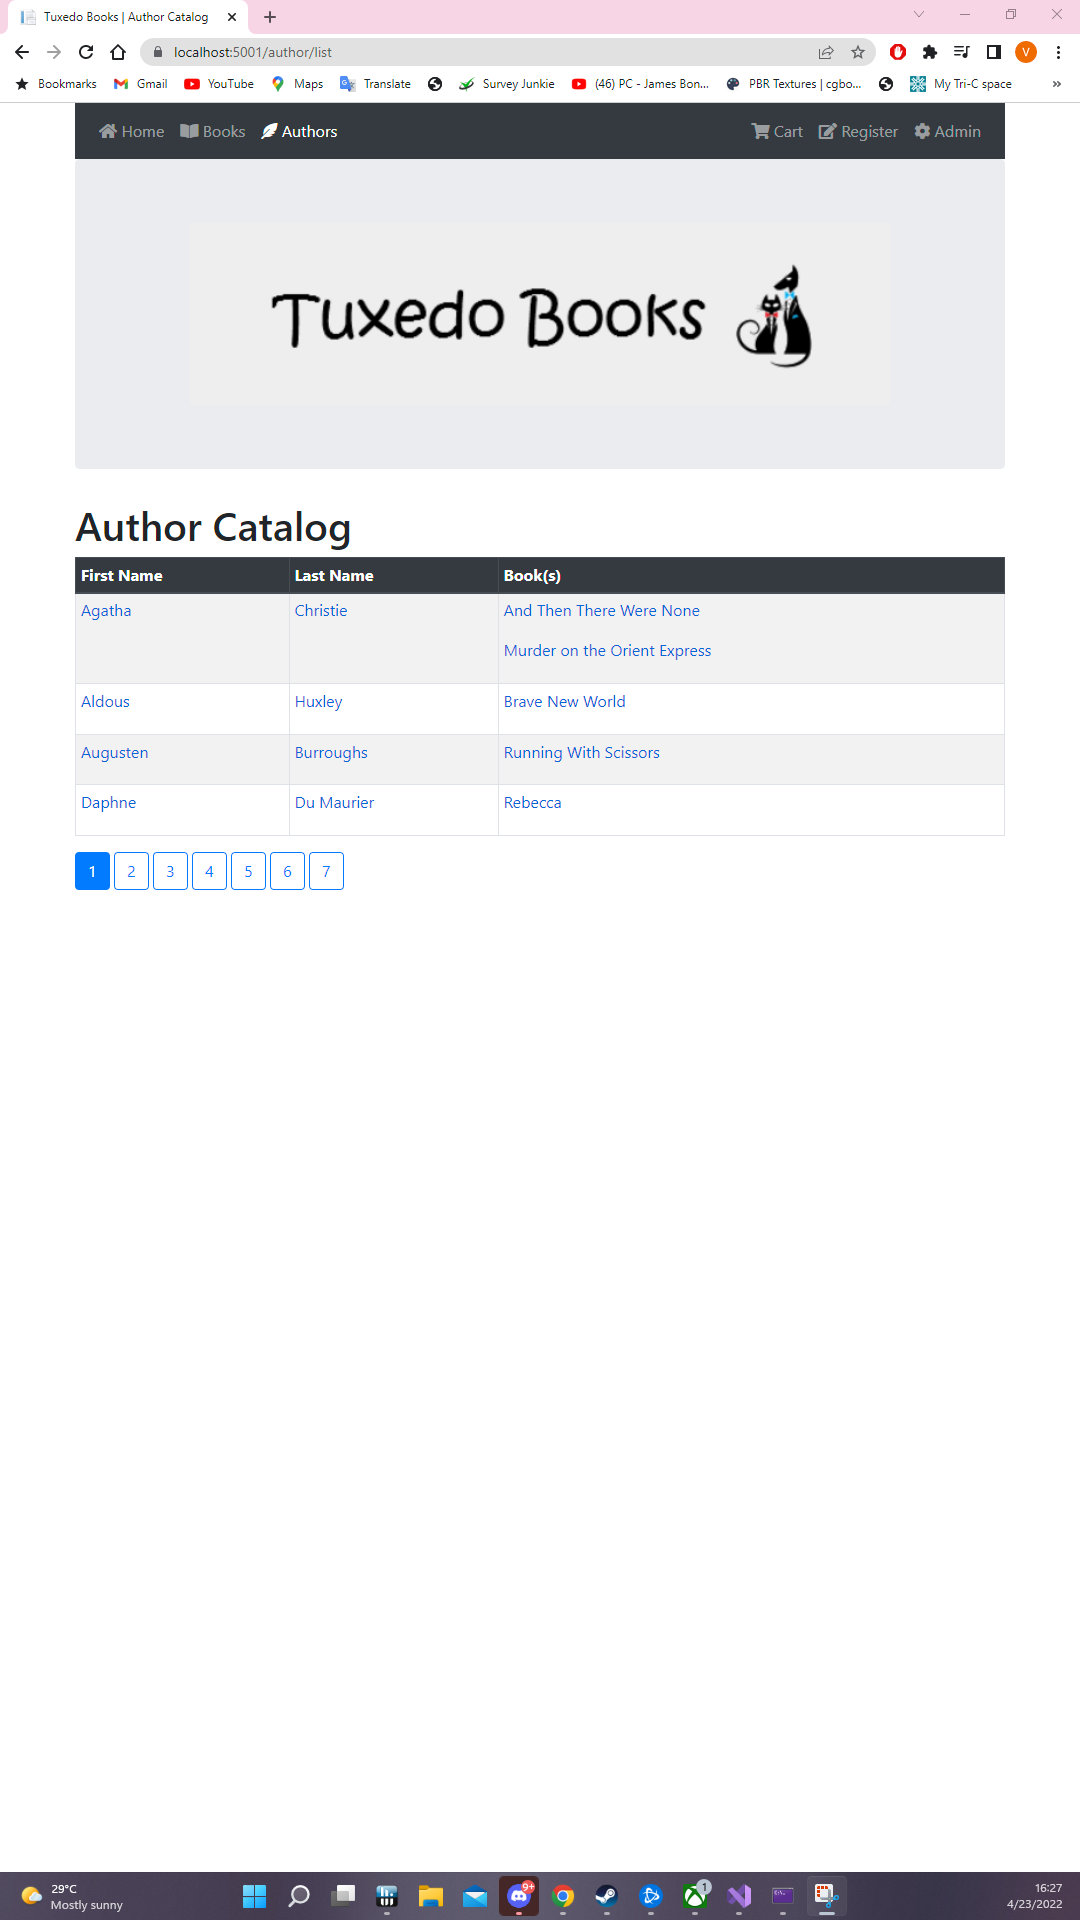 Tuxedo Books | Author Catalog
localhost:5001/author/list
V
Bookmarks Gmail YouTube Maps Translate Survey Junkie (46) PC - James Bon... PBR Textures | cgbo... My Tri-C space »
Home Books Authors Cart Register Admin
Tuxedo Books
Author Catalog
First Name Last Name Book(s)
Agatha Christie And Then There Were None
Murder on the Orient Express
Aldous Huxley Brave New World
Augusten Burroughs Running With Scissors
Daphne Du Maurier Rebecca
1 2 3 4 5 6 7
29°C
Mostly sunny
9+
1
16:27
4/23/2022